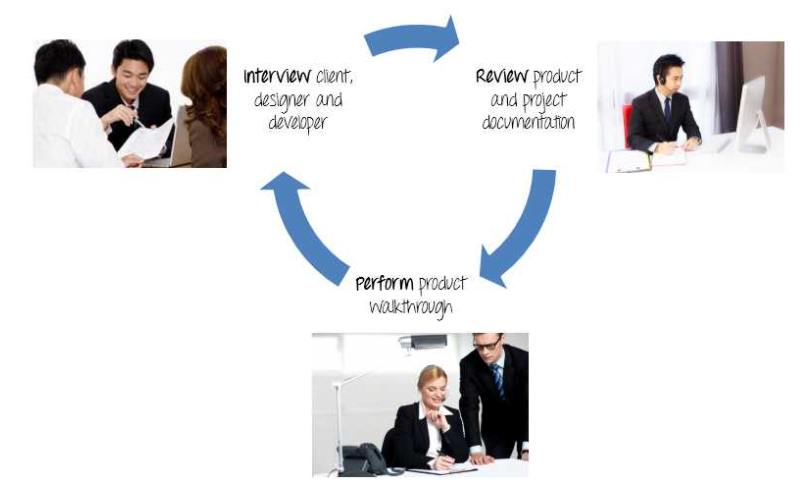 Interview client,
designer and
developer
Review product
and project
documentation
Perform product
walkthrough